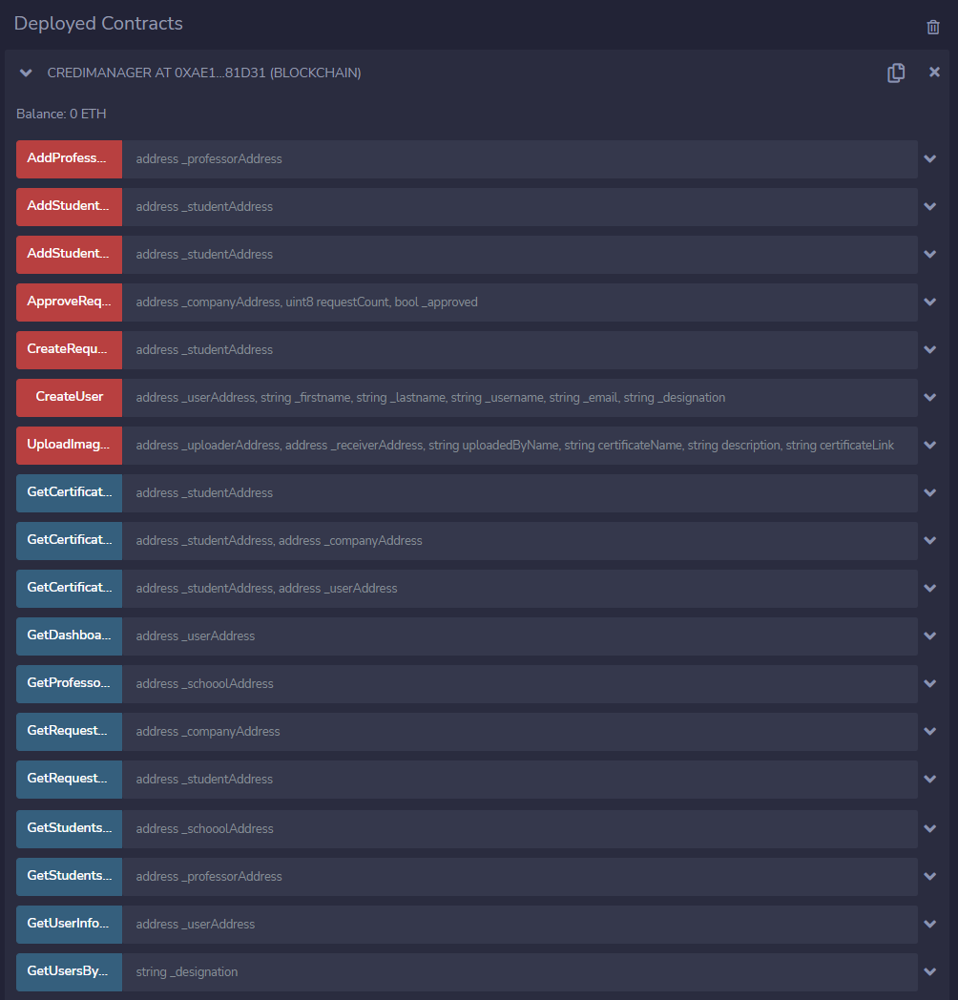 Deployed Contracts
CREDIMANAGER AT 0XAE1...81D31 (BLOCKCHAIN)
Balance: 0 ETH
AddProfess... address _professorAddress
AddStudent... address _studentAddress
AddStudent... address _studentAddress
ApproveReq... address _companyAddress, uint8 requestCount, bool _approved
CreateRequ... address _studentAddress
CreateUser address _userAddress, string _firstname, string _lastname, string _username, string _email, string _designation
UploadImag... address _uploaderAddress, address _receiverAddress, string uploadedByName, string certificateName, string description, string certificateLink
GetCertificat... address _studentAddress
GetCertificat... address _studentAddress, address _companyAddress
GetCertificat... address _studentAddress, address _userAddress
GetDashboa... address _userAddress
GetProfesso... address _schooolAddress
GetRequest... address _companyAddress
GetRequest... address _studentAddress
GetStudents... address _schooolAddress
GetStudents... address _professorAddress
GetUserInfo... address _userAddress
GetUsersBy... string _designation